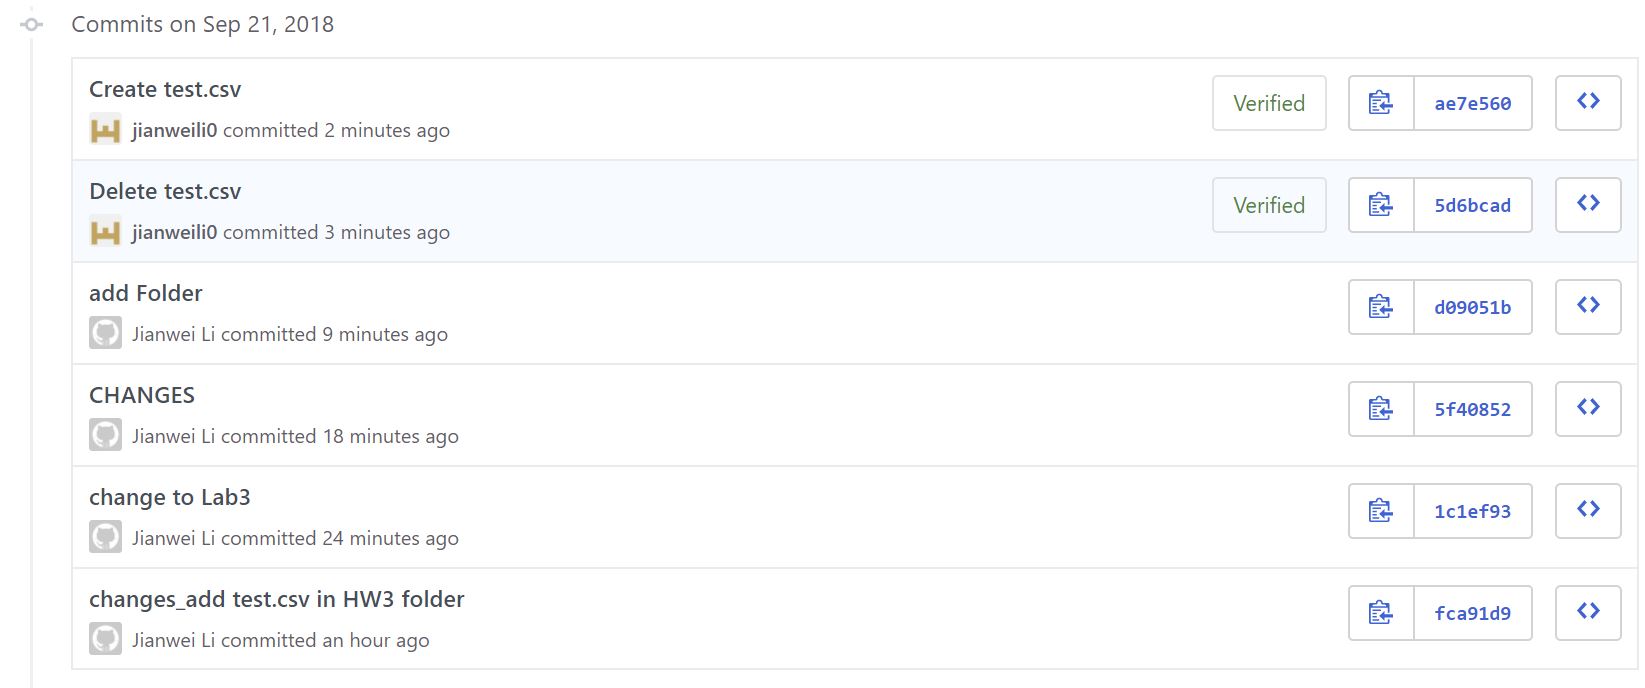 Commits on Sep 21, 2018
Create test.csv
jianweili0 committed 2 minutes ago
Verified
ae7e560
Delete test.csv
jianweili0 committed 3 minutes ago
Verified
5d6bcad
add Folder
Jianwei Li committed 9 minutes ago
d09051b
CHANGES
Jianwei Li committed 18 minutes ago
5f40852
change to Lab3
Jianwei Li committed 24 minutes ago
1c1ef93
changes_add test.csv in HW3 folder
Jianwei Li committed an hour ago
fca91d9